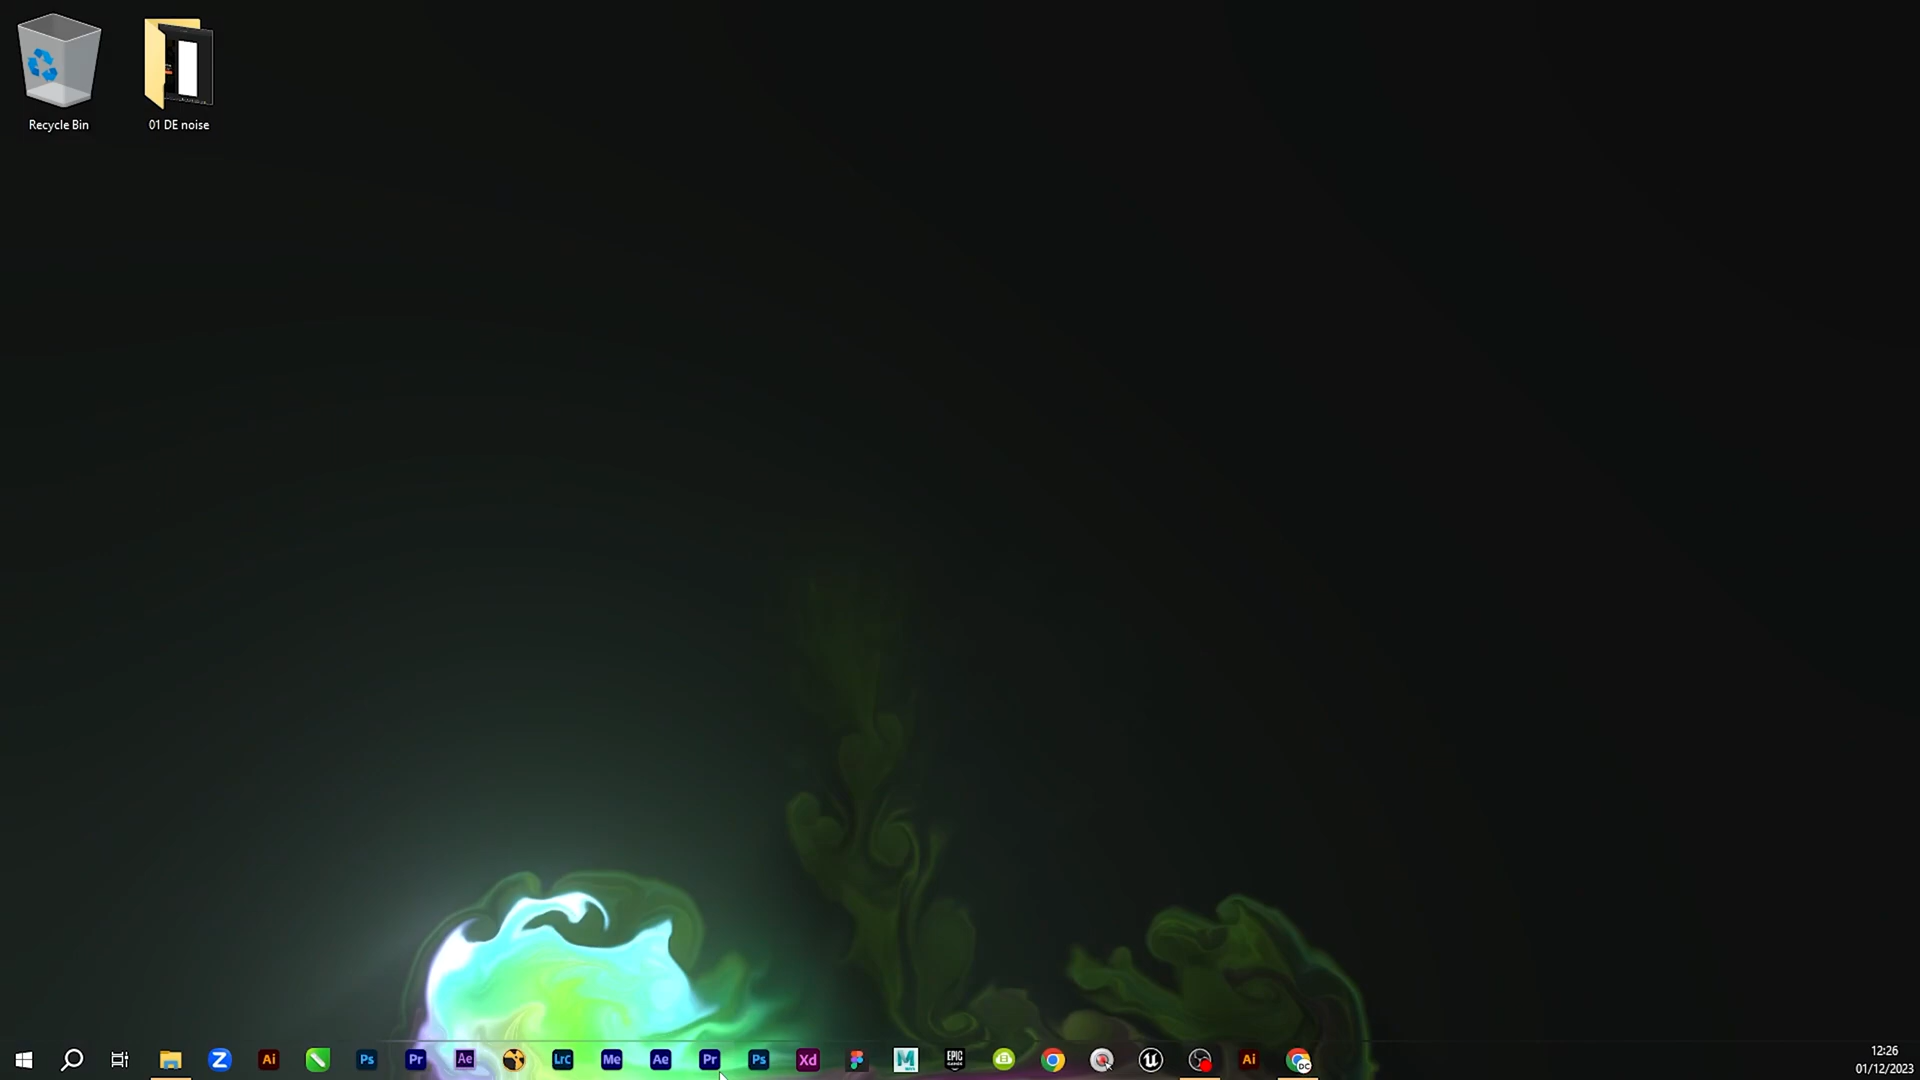 Recycle Bin
01 DE noise
Z
Ai
Ps
Pr
Ae
Lrc
Me
Ae
Pr
Ps
Xd
M
EPIC
DC
Ai
12:26
01/12/2023